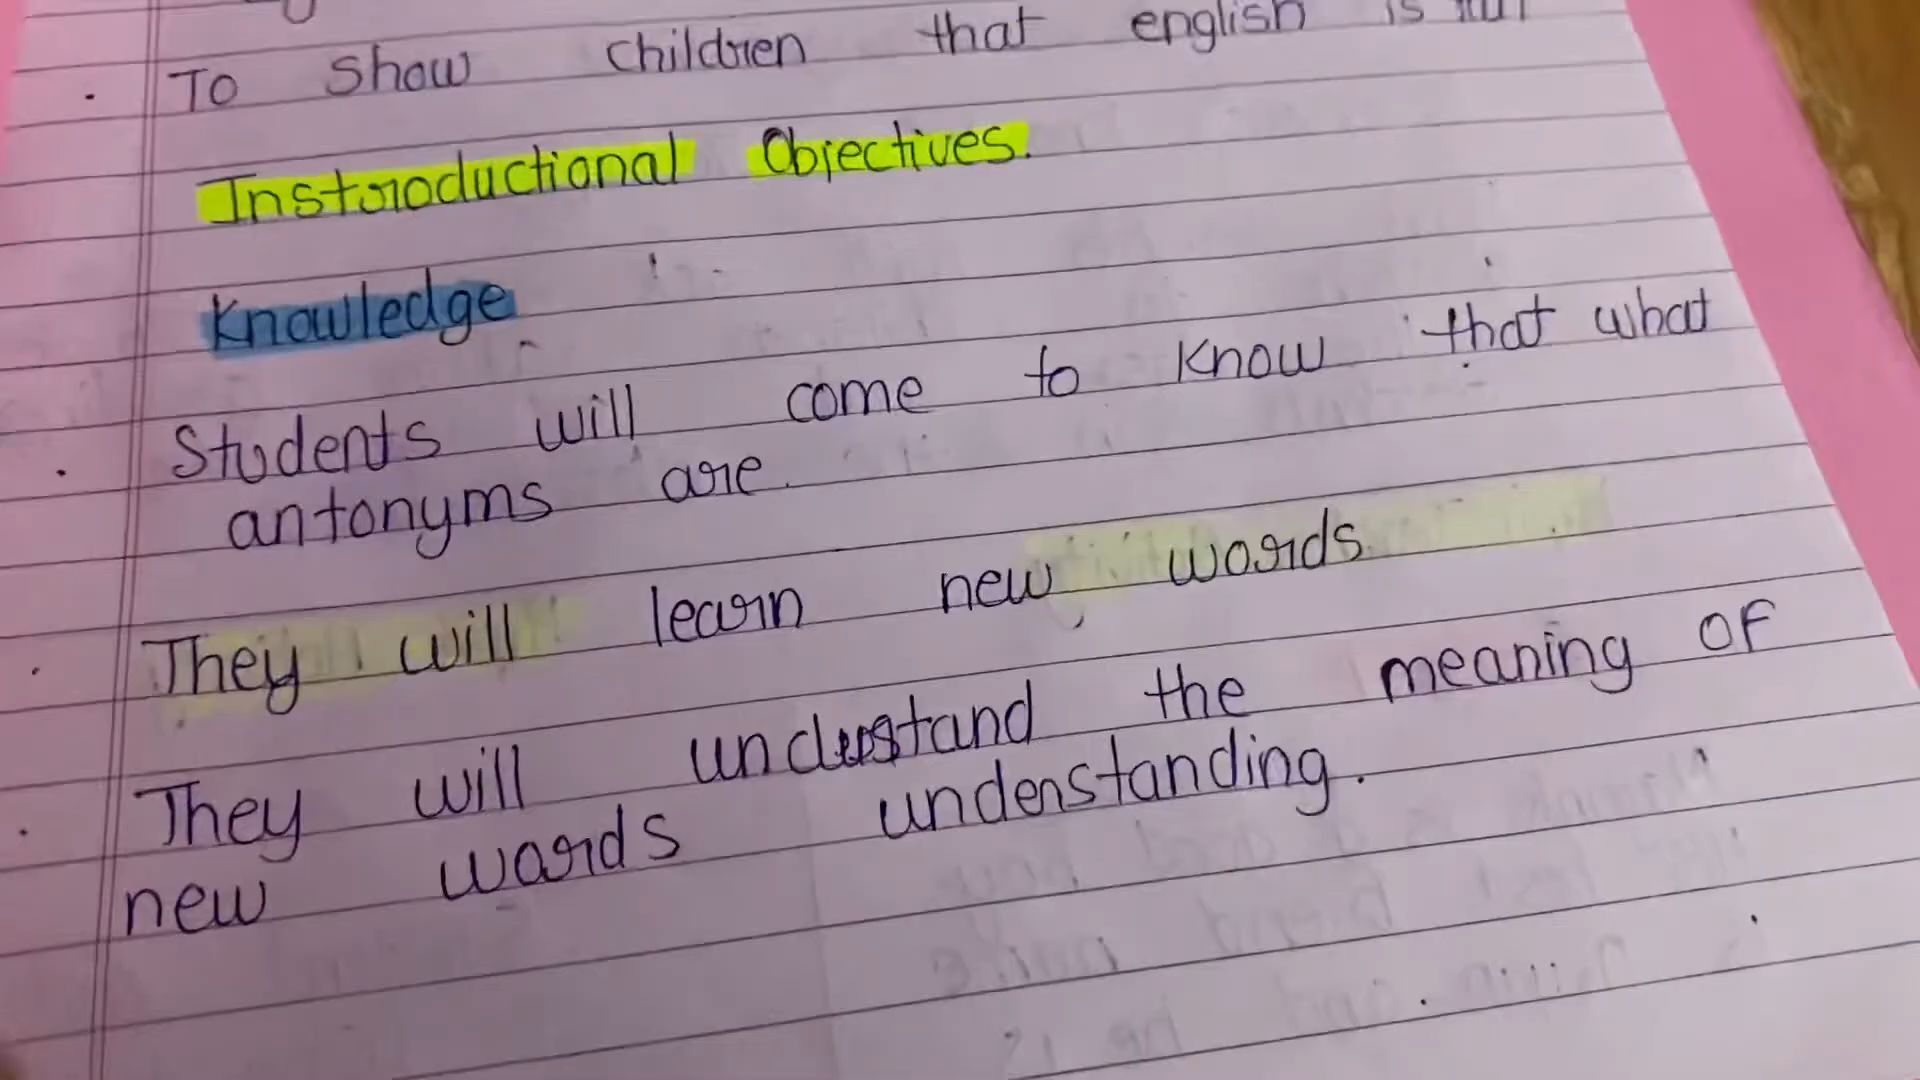 . To show children that english is
Instroductional Objectives.
Knowledge
. Students will come to know that what
antonyms are.
. They will learn new words.
. They will understand the meaning of
new words understanding.